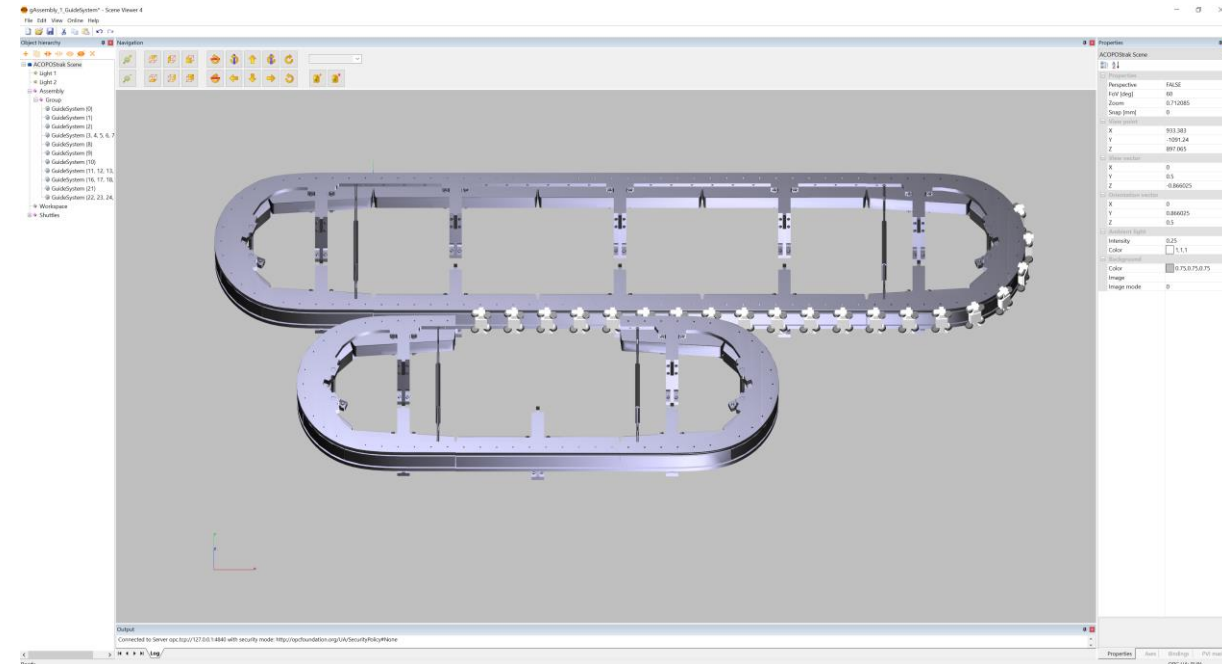 gAssembly_1_GuideSystem* - Scene Viewer 4
File Edit View Online Help
Object hierarchy
Navigation
Properties
ACOPOStrak Scene
Light 1
Light 2
Assembly
Group
GuideSystem (0)
GuideSystem (1)
GuideSystem (2)
GuideSystem (3, 4, 5, 6, 7
GuideSystem (8)
GuideSystem (9)
GuideSystem (10)
GuideSystem (11, 12, 13,
GuideSystem (16, 17, 18,
GuideSystem (21)
GuideSystem (22, 23, 24,
Workspace
Shuttles
ACOPOStrak Scene
Properties
Perspective FALSE
FoV [deg] 60
Zoom 0.712085
Snap [mm] 0
View point
X 933.383
Y -1091.24
Z 897.065
View vector
X 0
Y 0.5
Z -0.866025
Orientation vector
X 0
Y 0.866025
Z 0.5
Ambient light
Intensity 0.25
Color 1,1,1
Background
Color 0.75,0.75,0.75
Image
Image mode 0
Output
Connected to Server opc.tcp://127.0.0.1:4840 with security mode: http://opcfoundation.org/UA/SecurityPolicy#None
Log
Properties Axes Bindings
Ready